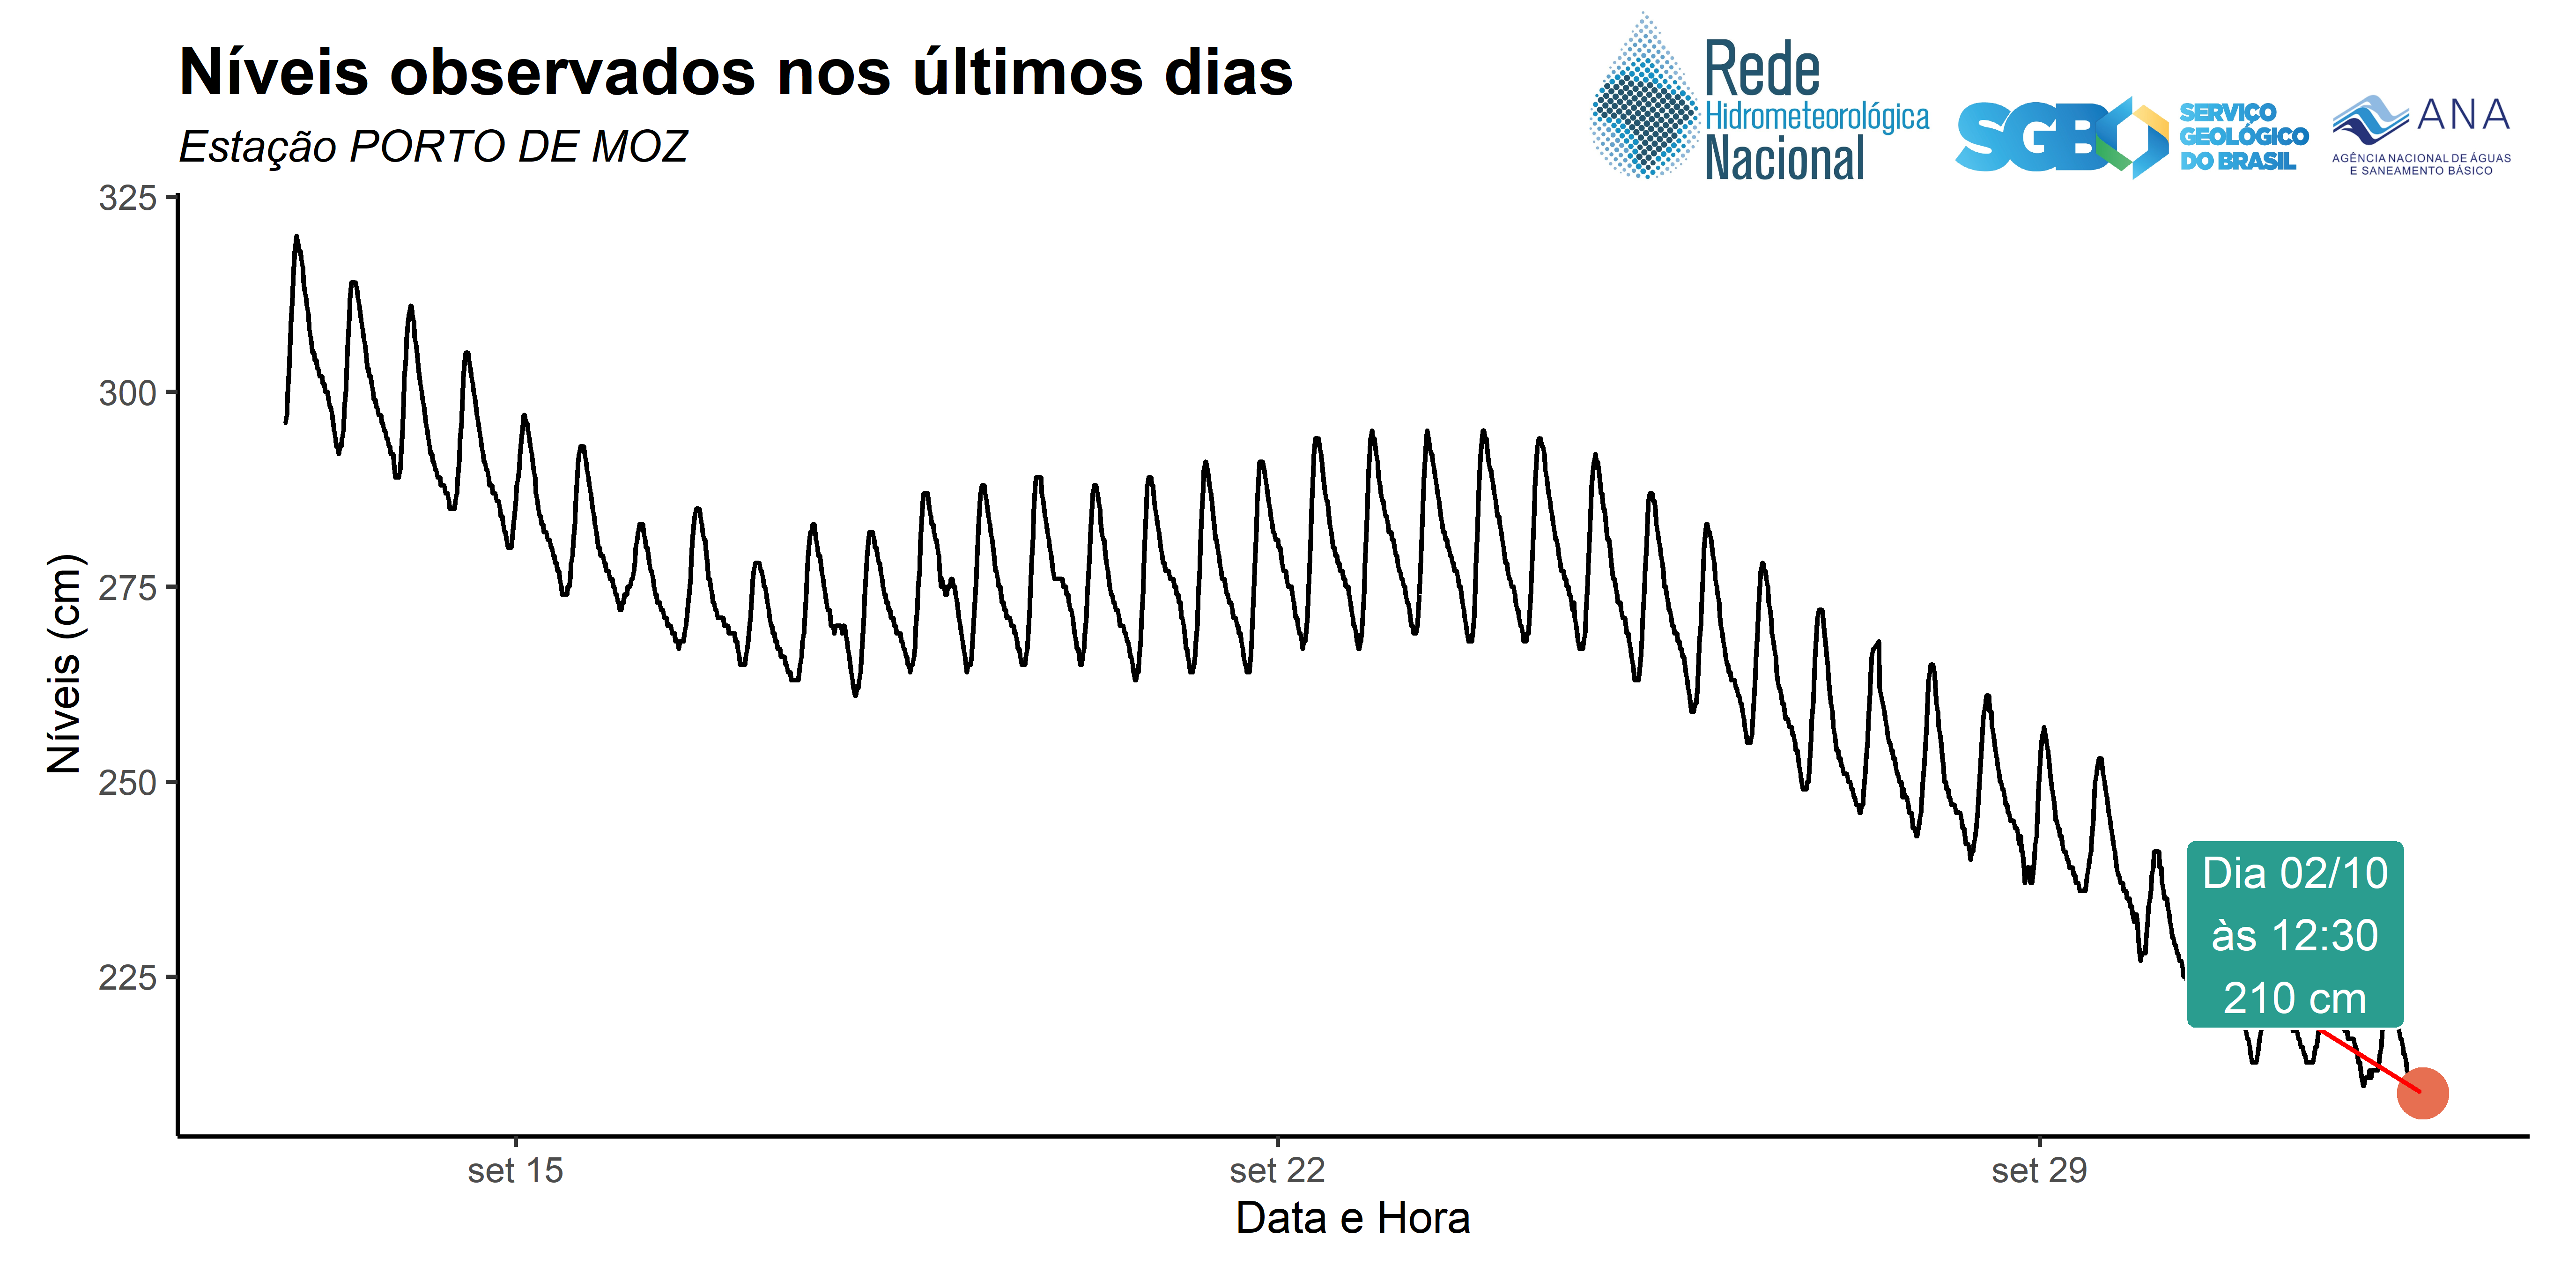 Níveis observados nos últimos dias
Estação PORTO DE MOZ
Rede
Hidrometeorológica
Nacional
SGB
SERVIÇO
GEOLÓGICO
DO BRASIL
ANA
AGÊNCIA NACIONAL DE ÁGUAS
E SANEAMENTO BÁSICO
325
300
275
250
225
Níveis (cm)
Dia 02/10
às 12:30
210 cm
set 15
set 22
set 29
Data e Hora